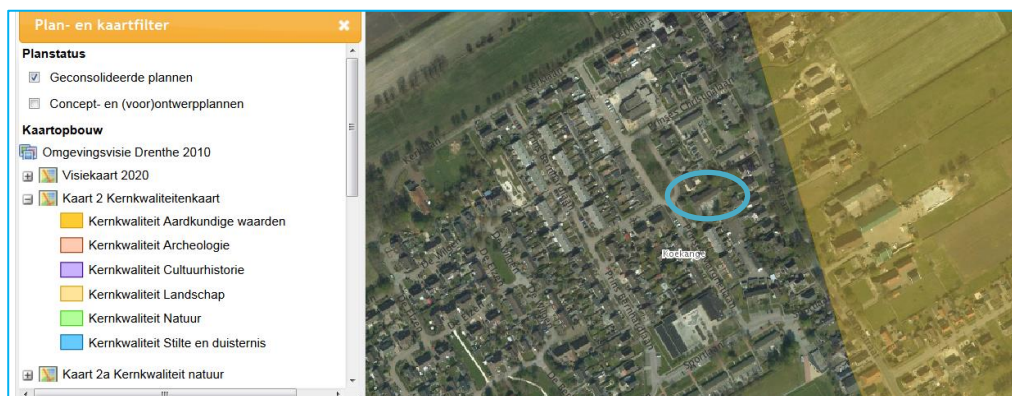 Plan- en kaartfilter
Planstatus
Geconsolideerde plannen
Concept- en (voor)ontwerpplannen
Kaartopbouw
Omgevingsvisie Drenthe 2010
Visiekaart 2020
Kaart 2 Kernkwaliteitenkaart
Kernkwaliteit Aardkundige waarden
Kernkwaliteit Archeologie
Kernkwaliteit Cultuurhistorie
Kernkwaliteit Landschap
Kernkwaliteit Natuur
Kernkwaliteit Stilte en duisternis
Kaart 2a Kernkwaliteit natuur
Koekange